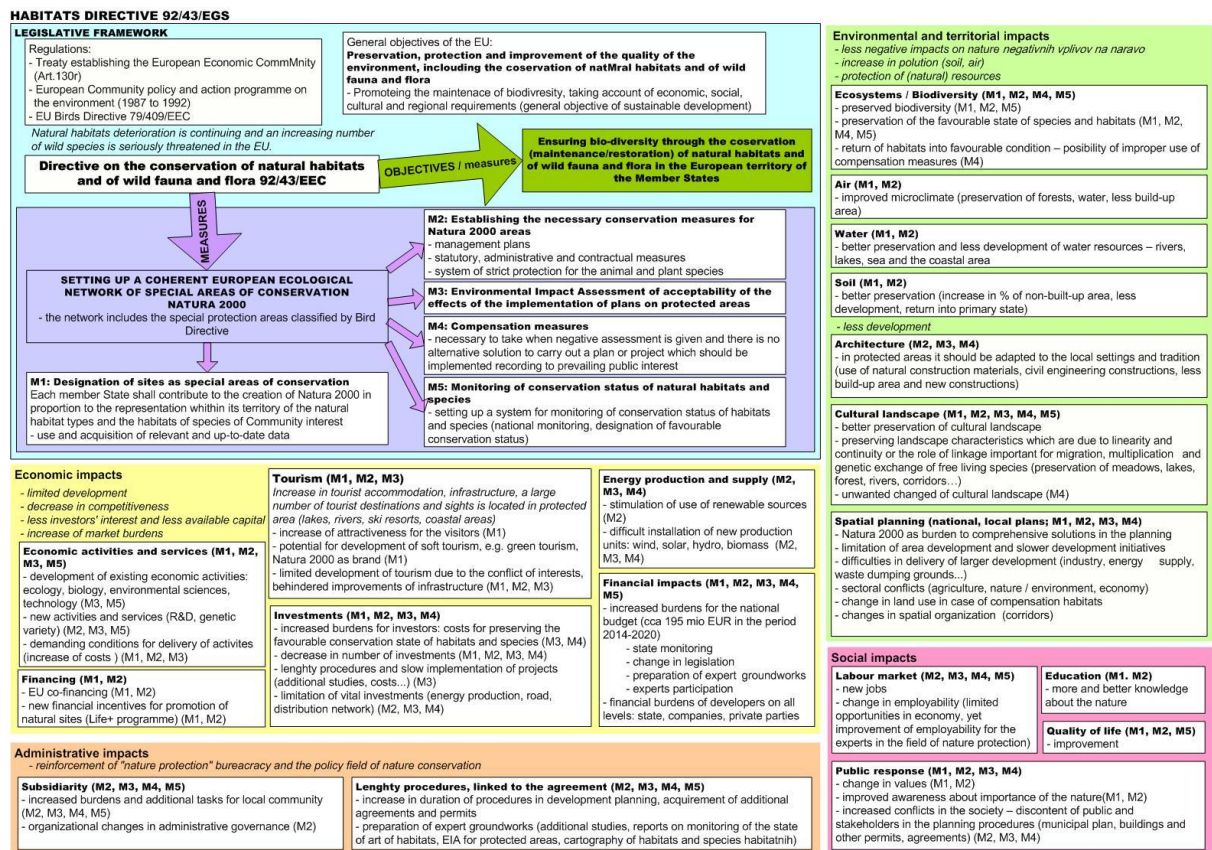 HABITATS DIRECTIVE 92/43/EGS
LEGISLATIVE FRAMEWORK
Regulations:
- Treaty establishing the European Economic CommMnity
(Art.130r)
- European Community policy and action programme on
the environment (1987 to 1992)
- EU Birds Directive 79/409/EEC
General objectives of the EU:
Preservation, protection and improvement of the quality of the
environment, inclouding the coservation of natMral habitats and of wild
fauna and flora
- Promoteing the maintenace of biodivresity, taking account of economic, social,
cultural and regional requirements (general objective of sustainable development)
Natural habitats deterioration is continuing and an increasing number
of wild species is seriously threatened in the EU.
Directive on the conservation of natural habitats
and of wild fauna and flora 92/43/EEC
OBJECTIVES / measures
Ensuring bio-diversity through the coservation
(maintenance/restoration) of natural habitats and
of wild fauna and flora in the European territory of
the Member States
MEASURES
SETTING UP A COHERENT EUROPEAN ECOLOGICAL
NETWORK OF SPECIAL AREAS OF CONSERVATION
NATURA 2000
- the network includes the special protection areas classified by Bird
Directive
M1: Designation of sites as special areas of conservation
Each member State shall contribute to the creation of Natura 2000 in
proportion to the representation whithin its territory of the natural
habitat types and the habitats of species of Community interest
- use and acquisition of relevant and up-to-date data
M2: Establishing the necessary conservation measures for
Natura 2000 areas
- management plans
- statutory, administrative and contractual measures
- system of strict protection for the animal and plant species
M3: Environmental Impact Assessment of acceptability of the
effects of the implementation of plans on protected areas
M4: Compensation measures
- necessary to take when negative assessment is given and there is no
alternative solution to carry out a plan or project which should be
implemented recording to prevailing public interest
M5: Monitoring of conservation status of natural habitats and
species
- setting up a system for monitoring of conservation status of habitats
and species (national monitoring, designation of favourable
conservation status)
Economic impacts
- limited development
- decrease in competitiveness
- less investors' interest and less available capital
- increase of market burdens
Economic activities and services (M1, M2,
M3, M5)
- development of existing economic activities:
ecology, biology, environmental sciences,
technology (M3, M5)
- new activities and services (R&D, genetic
variety) (M2, M3, M5)
- demanding conditions for delivery of activites
(increase of costs ) (M1, M2, M3)
Financing (M1, M2)
- EU co-financing (M1, M2)
- new financial incentives for promotion of
natural sites (Life+ programme) (M1, M2)
Tourism (M1, M2, M3)
Increase in tourist accommodation, infrastructure, a large
number of tourist destinations and sights is located in protected
area (lakes, rivers, ski resorts, coastal areas)
- increase of attractiveness for the visitors (M1)
- potential for development of soft tourism, e.g. green tourism,
Natura 2000 as brand (M1)
- limited development of tourism due to the conflict of interests,
behindered improvements of infrastructure (M1, M2, M3)
Investments (M1, M2, M3, M4)
- increased burdens for investors: costs for preserving the
favourable conservation state of habitats and species (M3, M4)
- decrease in number of investments (M1, M2, M3, M4)
- lenghty procedures and slow implementation of projects
(additional studies, costs...) (M3)
- limitation of vital investments (energy production, road,
distribution network) (M2, M3, M4)
Energy production and supply (M2,
M3, M4)
- stimulation of use of renewable sources
(M2)
- difficult installation of new production
units: wind, solar, hydro, biomass (M2,
M3, M4)
Financial impacts (M1, M2, M3, M4,
M5)
- increased burdens for the national
budget (cca 195 mio EUR in the period
2014-2020)
- state monitoring
- change in legislation
- preparation of expert groundworks
- experts participation
- financial burdens of developers on all
levels: state, companies, private parties
Administrative impacts
- reinforcement of "nature protection" bureacracy and the policy field of nature conservation
Subsidiarity (M2, M3, M4, M5)
- increased burdens and additional tasks for local community
(M2, M3, M4, M5)
- organizational changes in administrative governance (M2)
Lenghty procedures, linked to the agreement (M2, M3, M4, M5)
- increase in duration of procedures in development planning, acquirement of additional
agreements and permits
- preparation of expert groundworks (additional studies, reports on monitoring of the state
of art of habitats, EIA for protected areas, cartography of habitats and species habitatnih)
Environmental and territorial impacts
- less negative impacts on nature negativnih vplivov na naravo
- increase in polution (soil, air)
- protection of (natural) resources
Ecosystems / Biodiversity (M1, M2, M4, M5)
- preserved biodiversity (M1, M2, M5)
- preservation of the favourable state of species and habitats (M1, M2,
M4, M5)
- return of habitats into favourable condition – posibility of improper use of
compensation measures (M4)
Air (M1, M2)
- improved microclimate (preservation of forests, water, less build-up
area)
Water (M1, M2)
- better preservation and less development of water resources – rivers,
lakes, sea and the coastal area
Soil (M1, M2)
- better preservation (increase in % of non-built-up area, less
development, return into primary state)
- less development
Architecture (M2, M3, M4)
- in protected areas it should be adapted to the local settings and tradition
(use of natural construction materials, civil engineering constructions, less
build-up area and new constructions)
Cultural landscape (M1, M2, M3, M4, M5)
- better preservation of cultural landscape
- preserving landscape characteristics which are due to linearity and
continuity or the role of linkage important for migration, multiplication and
genetic exchange of free living species (preservation of meadows, lakes,
forest, rivers, corridors…)
- unwanted changed of cultural landscape (M4)
Spatial planning (national, local plans; M1, M2, M3, M4)
- Natura 2000 as burden to comprehensive solutions in the planning
- limitation of area development and slower development initiatives
- difficulties in delivery of larger development (industry, energy supply,
waste dumping grounds...)
- sectoral conflicts (agriculture, nature / environment, economy)
- change in land use in case of compensation habitats
- changes in spatial organization (corridors)
Social impacts
Labour market (M2, M3, M4, M5)
- new jobs
- change in employability (limited
opportunities in economy, yet
improvement of employability for the
experts in the field of nature protection)
Education (M1. M2)
- more and better knowledge
about the nature
Quality of life (M1, M2, M5)
- improvement
Public response (M1, M2, M3, M4)
- change in values (M1, M2)
- improved awareness about importance of the nature(M1, M2)
- increased conflicts in the society – discontent of public and
stakeholders in the planning procedures (municipal plan, buildings and
other permits, agreements) (M2, M3, M4)